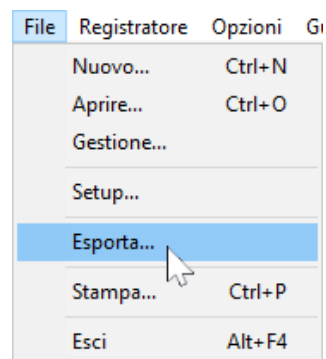 File Registratore Opzioni G
Nuovo... Ctrl+N
Aprire... Ctrl+O
Gestione...
Setup...
Esporta...
Stampa... Ctrl+P
Esci Alt+F4